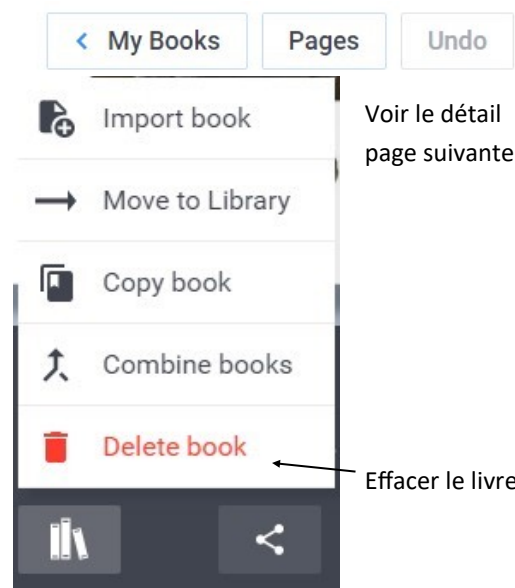 My Books Pages Undo
Import book
Voir le détail
page suivante
Move to Library
Copy book
Combine books
Delete book
Effacer le livre